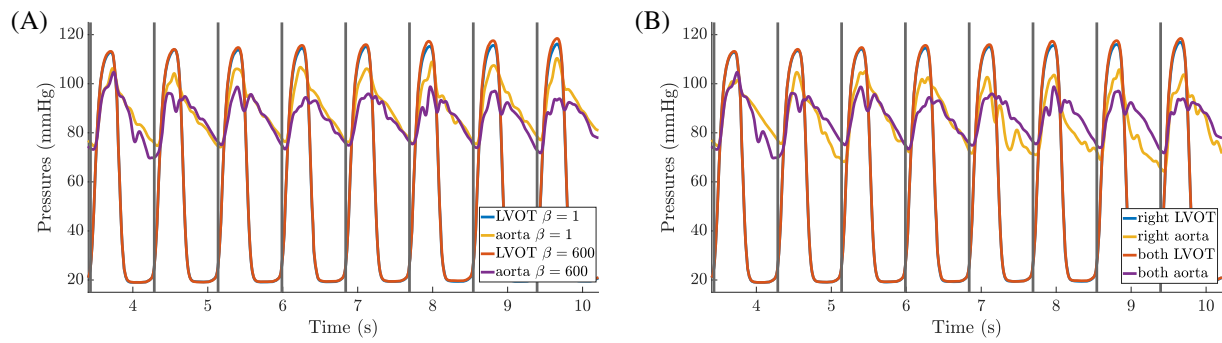 (A)
120
100
80
60
40
20
Pressures (mmHg)
4
5
6
7
8
9
10
Time (s)
LVOT β = 1
aorta β = 1
LVOT β = 600
aorta β = 600
(B)
120
100
80
60
40
20
Pressures (mmHg)
4
5
6
7
8
9
10
Time (s)
right LVOT
right aorta
both LVOT
both aorta